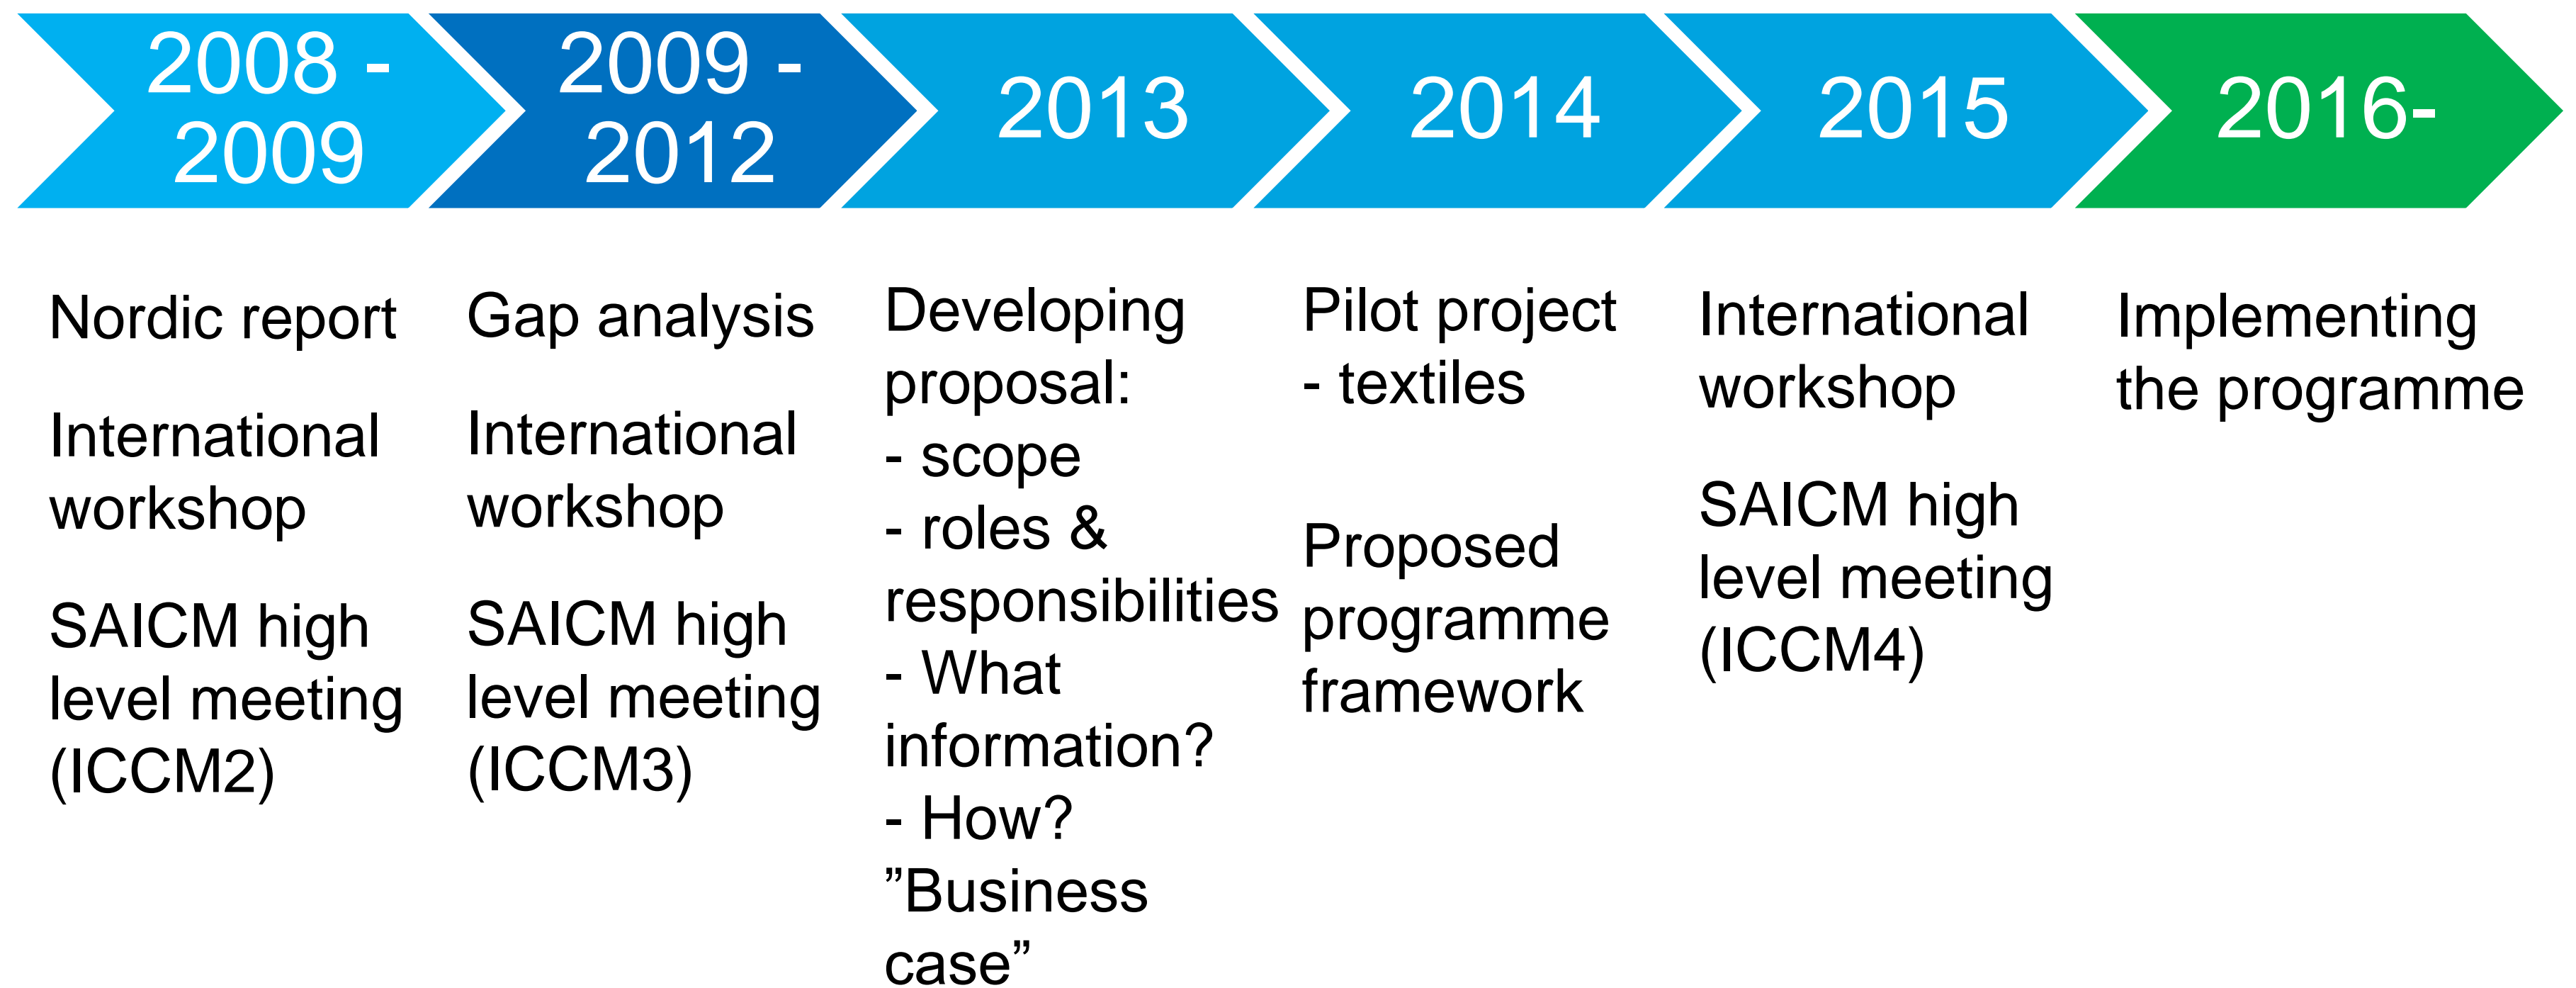 2008 -
2009
2009 -
2012
2013
2014
2015
2016-
Nordic report
International
workshop
SAICM high
level meeting
(ICCM2)
Gap analysis
International
workshop
SAICM high
level meeting
(ICCM3)
Developing
proposal:
- scope
- roles &
responsibilities
- What
information?
- How?
”Business
case”
Pilot project
- textiles
Proposed
programme
framework
International
workshop
SAICM high
level meeting
(ICCM4)
Implementing
the programme